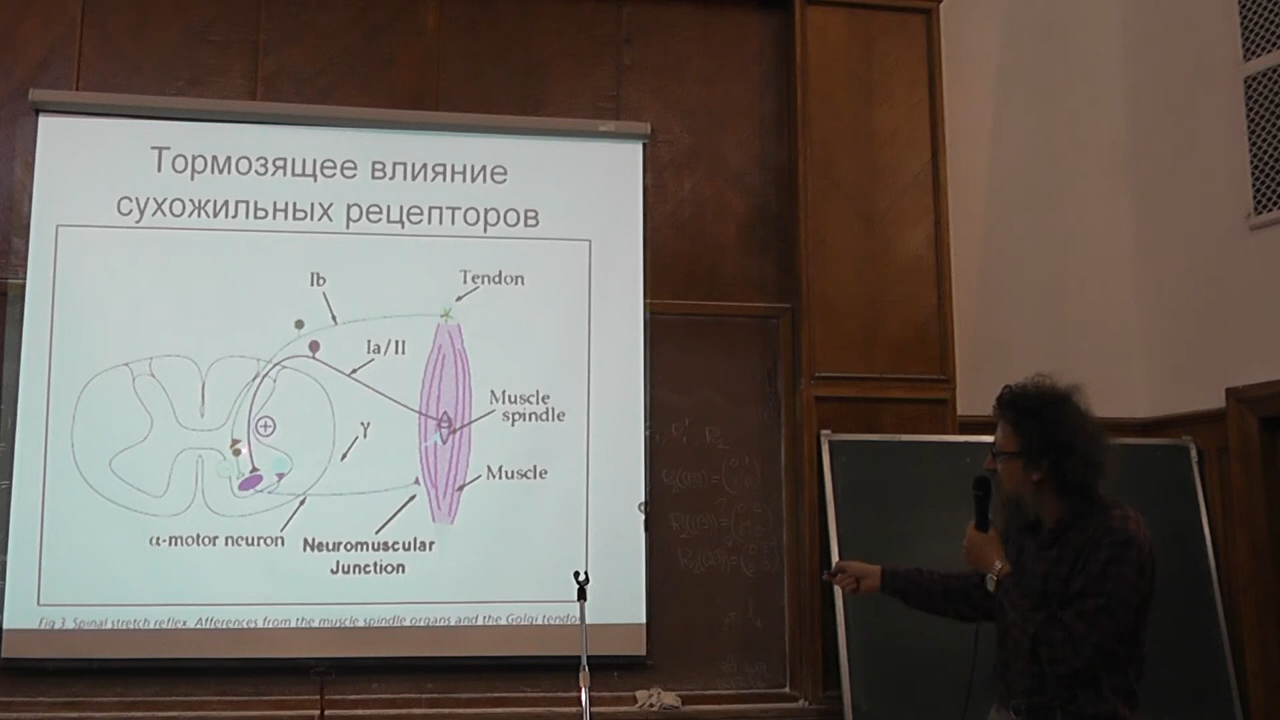 Тормозящее влияние
сухожильных рецепторов
Ib
Tendon
Ia/II
Muscle
spindle
γ
Muscle
α-motor neuron
Neuromuscular
Junction
Fig 3. Spinal stretch reflex. Afferences from the muscle spindle organs and the Golgi